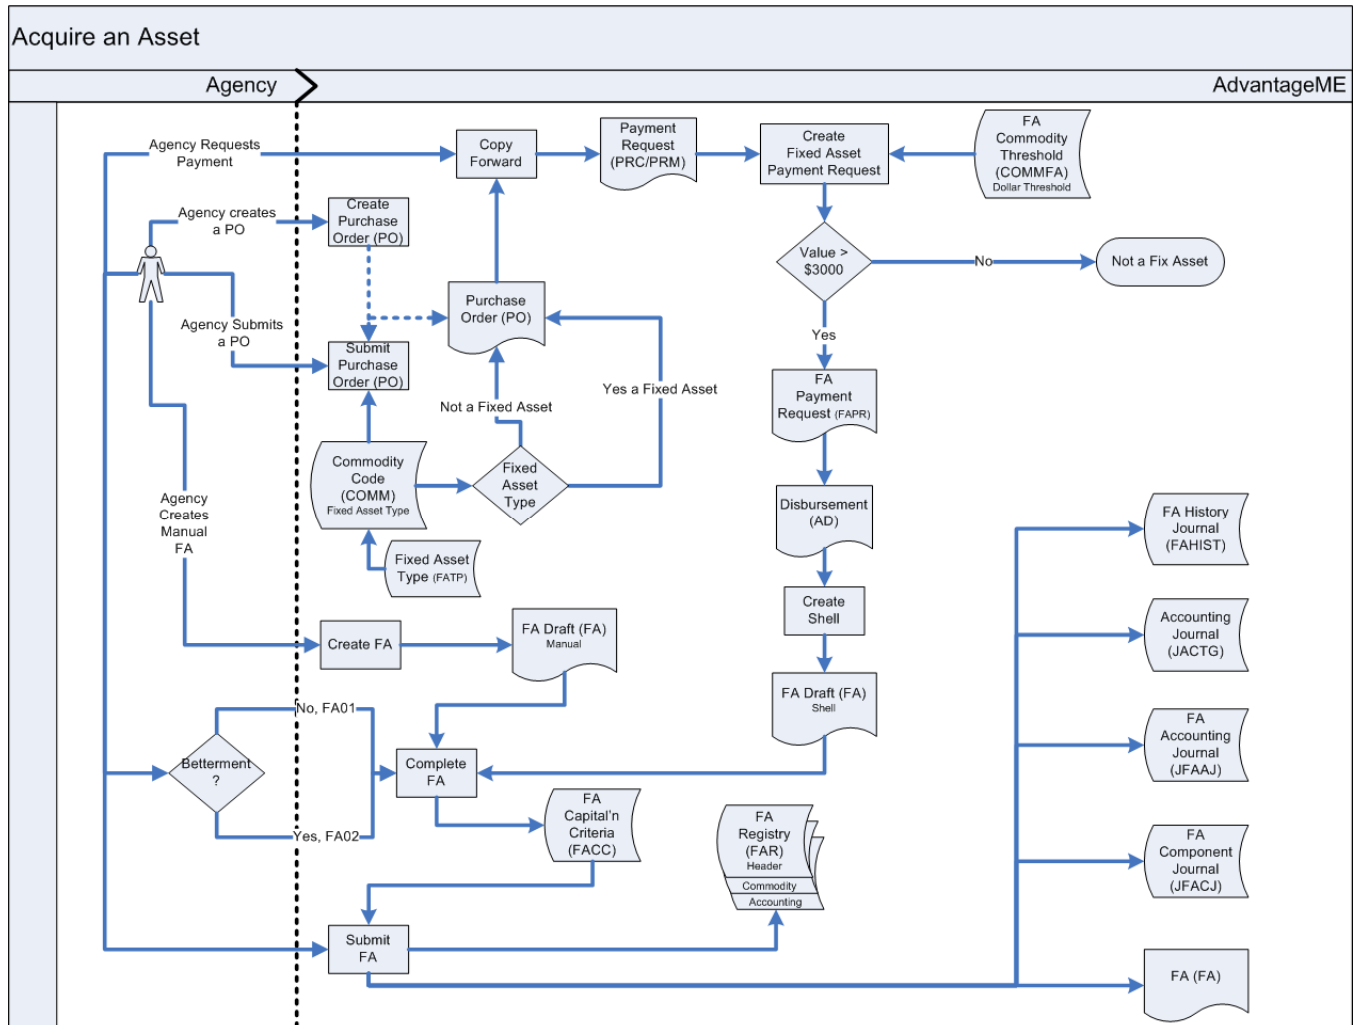 Acquire an Asset
Agency
AdvantageME
Agency Requests
Payment
Copy
Forward
Payment
Request
(PRC/PRM)
Create
Fixed Asset
Payment Request
FA
Commodity
Threshold
(COMMFA)
Dollar Threshold
Agency creates
a PO
Create
Purchase
Order (PO)
Value >
$3000
No
Not a Fix Asset
Purchase
Order (PO)
Agency Submits
a PO
Submit
Purchase
Order (PO)
Yes
Not a Fixed Asset
Yes a Fixed Asset
FA
Payment
Request (FAPR)
Commodity
Code
(COMM)
Fixed Asset Type
Fixed
Asset
Type
Agency
Creates
Manual
FA
Disbursement
(AD)
FA History
Journal
(FAHIST)
Fixed Asset
Type (FATP)
Create
Shell
Create FA
FA Draft (FA)
Manual
Accounting
Journal
(JACTG)
FA Draft (FA)
Shell
No, FA01
Betterment
?
Yes, FA02
Complete
FA
FA
Accounting
Journal
(JFAAJ)
FA
Capital'n
Criteria
(FACC)
FA
Registry
(FAR)
Header
Commodity
Accounting
FA
Component
Journal
(JFACJ)
Submit
FA
FA (FA)